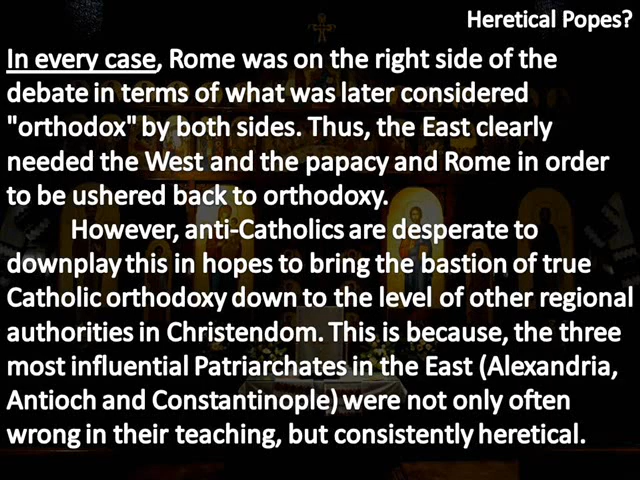 Heretical Popes?
In every case, Rome was on the right side of the
debate in terms of what was later considered
"orthodox" by both sides. Thus, the East clearly
needed the West and the papacy and Rome in order
to be ushered back to orthodoxy.
However, anti-Catholics are desperate to
downplay this in hopes to bring the bastion of true
Catholic orthodoxy down to the level of other regional
authorities in Christendom. This is because, the three
most influential Patriarchates in the East (Alexandria,
Antioch and Constantinople) were not only often
wrong in their teaching, but consistently heretical.